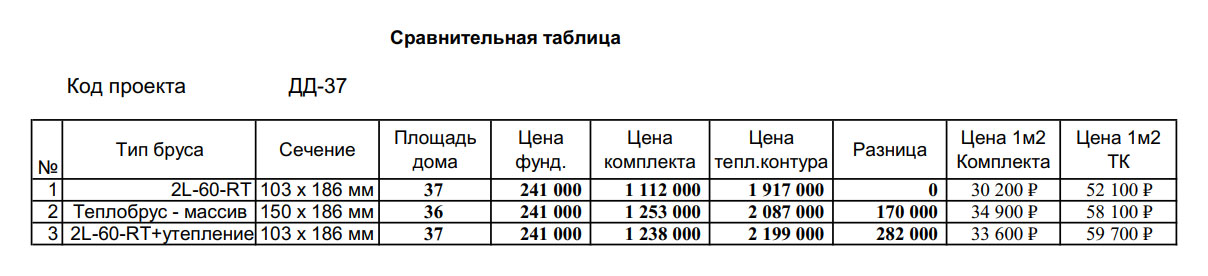 Сравнительная таблица
Код проекта ДД-37
№ Тип бруса Сечение Площадь дома Цена фунд. Цена комплекта Цена тепл.контура Разница Цена 1м2 Комплекта Цена 1м2 ТК
1 2L-60-RT 103 x 186 мм 37 241 000 1 112 000 1 917 000 0 30 200 ₽ 52 100 ₽
2 Теплобрус - массив 150 x 186 мм 36 241 000 1 253 000 2 087 000 170 000 34 900 ₽ 58 100 ₽
3 2L-60-RT+утепление 103 x 186 мм 37 241 000 1 238 000 2 199 000 282 000 33 600 ₽ 59 700 ₽